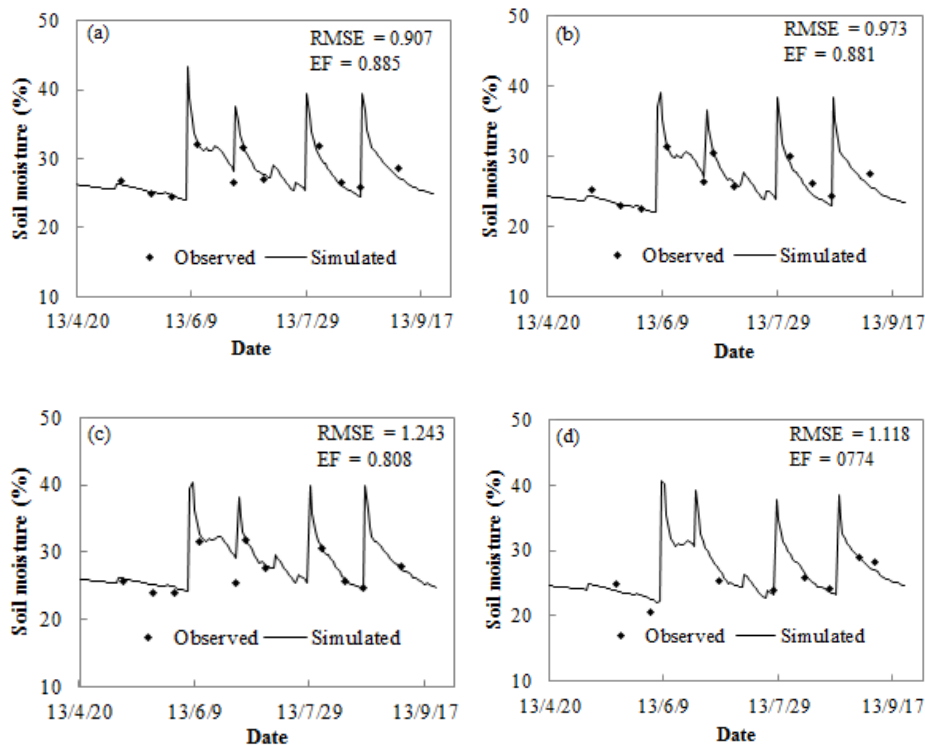 (a)
RMSE = 0.907
EF = 0.885
Soil moisture (%)
50
40
30
20
10
Observed
Simulated
13/4/20
13/6/9
13/7/29
13/9/17
Date
(b)
RMSE = 0.973
EF = 0.881
Soil moisture (%)
50
40
30
20
10
Observed
Simulated
13/4/20
13/6/9
13/7/29
13/9/17
Date
(c)
RMSE = 1.243
EF = 0.808
Soil moisture (%)
50
40
30
20
10
Observed
Simulated
13/4/20
13/6/9
13/7/29
13/9/17
Date
(d)
RMSE = 1.118
EF = 0774
Soil moisture (%)
50
40
30
20
10
Observed
Simulated
13/4/20
13/6/9
13/7/29
13/9/17
Date